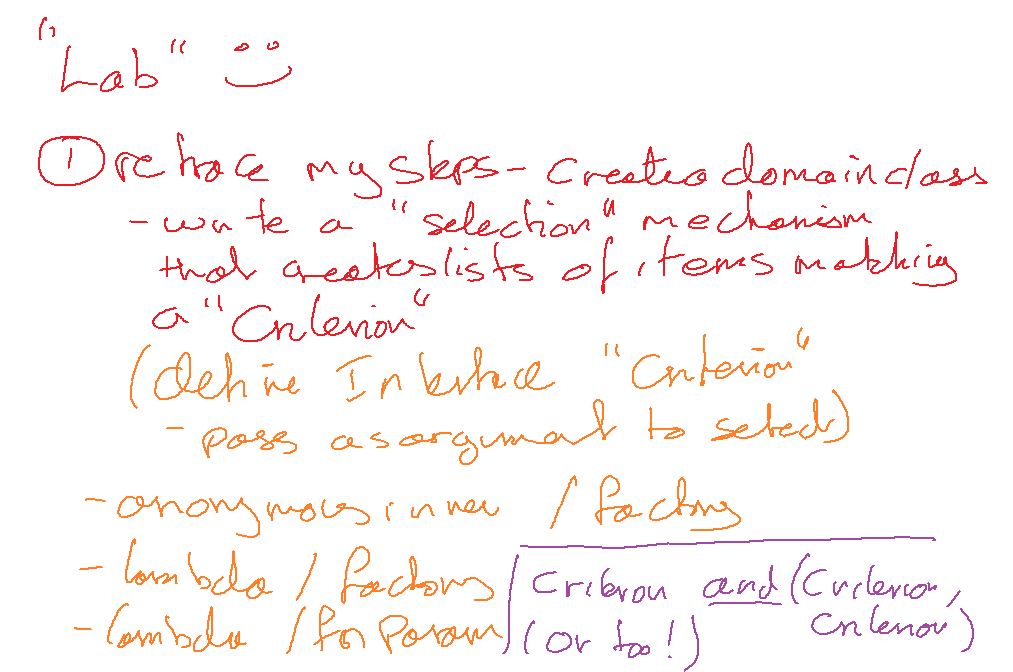 "Lab"
① retrace my steps - create a domain class
- write a "selection" mechanism
that creates lists of items matching
a "Criterion"
(define Interface "Criterion"
- pass as argument to select)
- anonymous inner / factory
- lambda / factory
- lambda / fn Param
Criterion and (Criterion,
Criterion)
(or too!)